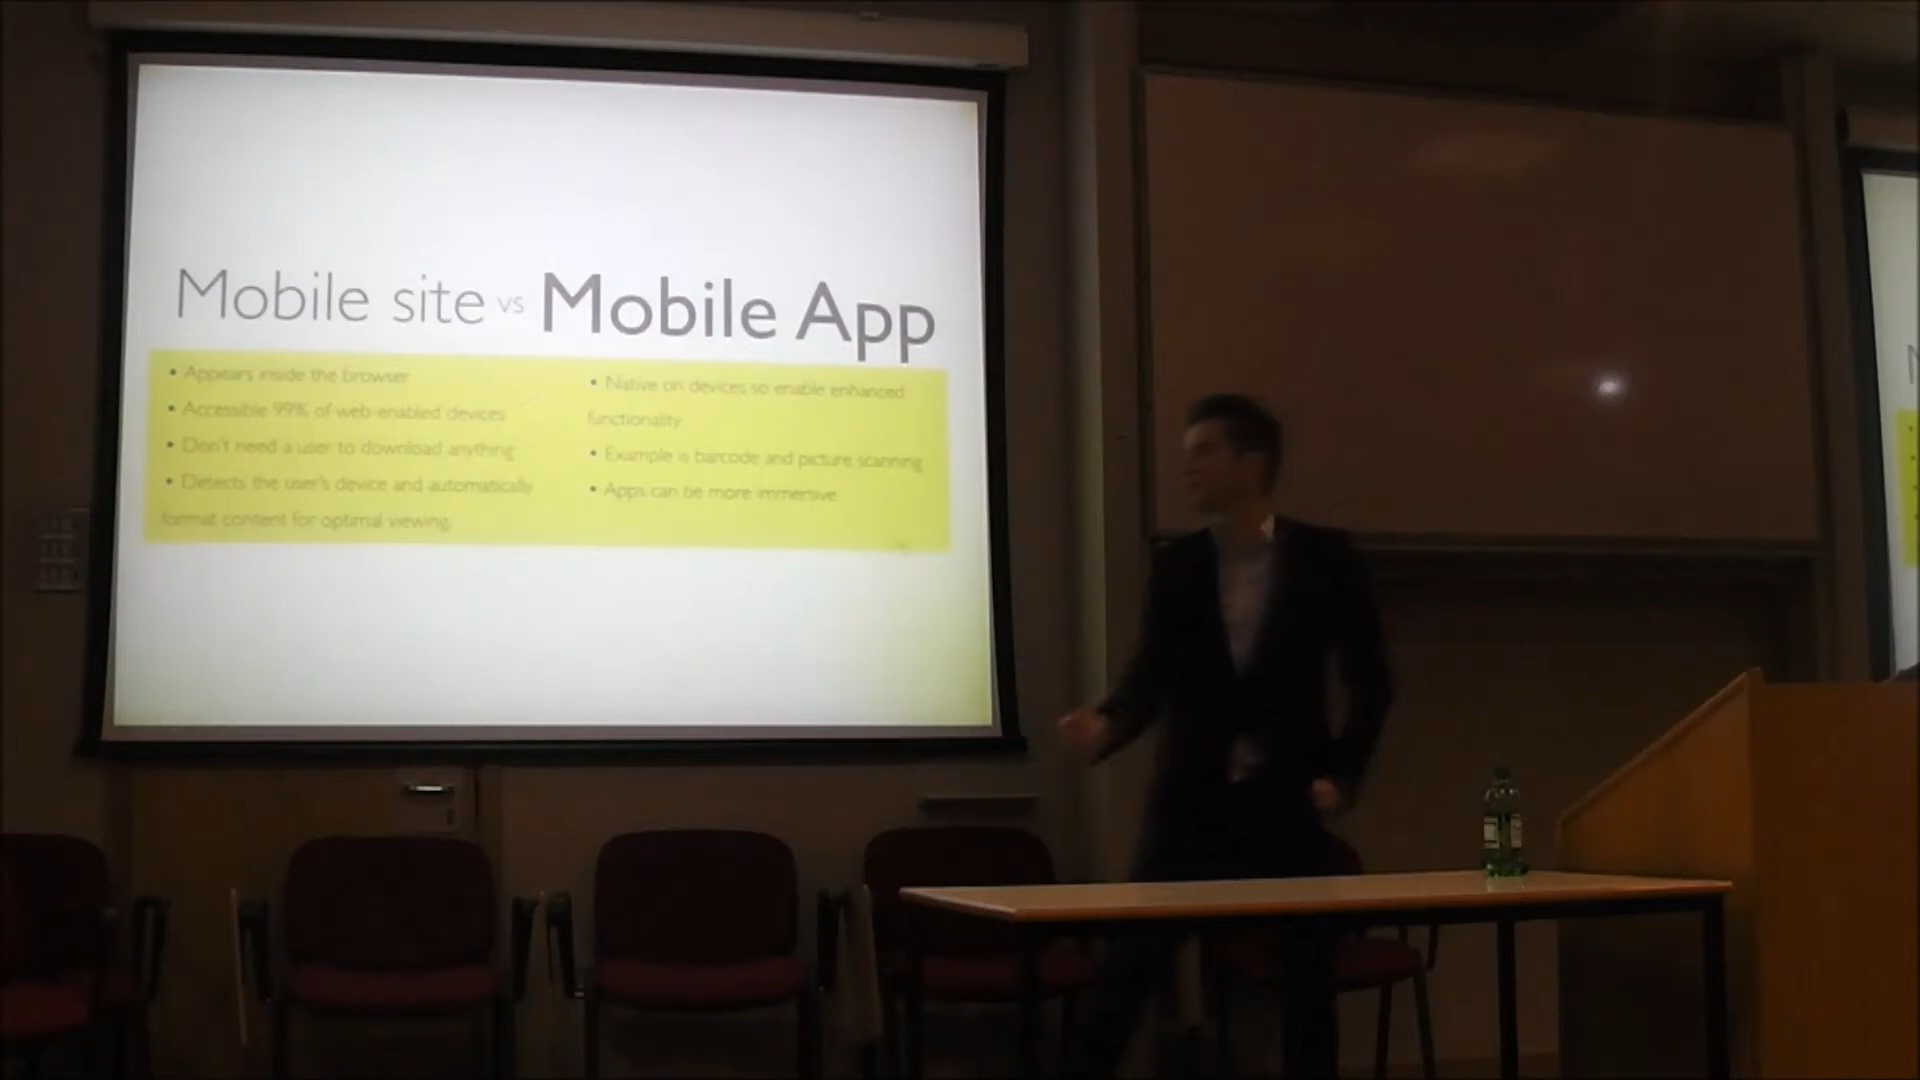 Mobile site vs Mobile App
• Appears inside the browser
• Accessible 99% of web-enabled devices
• Don't need a user to download anything
• Detects the user's device and automatically
format content for optimal viewing.
• Native on devices so enable enhanced
functionality
• Example is barcode and picture scanning
• Apps can be more immersive